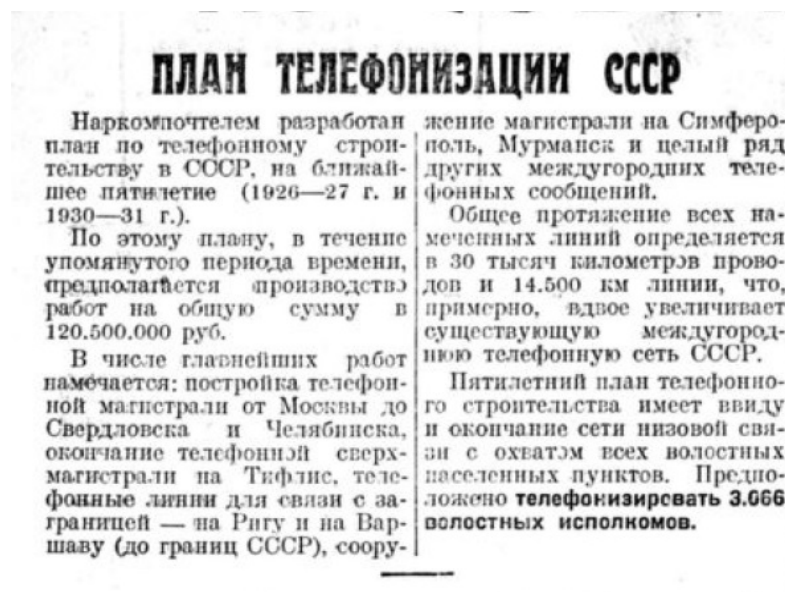 ПЛАН ТЕЛЕФОНИЗАЦИИ СССР
Наркомпочтелем разработан
план по телефонному строи-
тельству в СССР, на ближай-
шее пятилетие (1926—27 г. и
1930—31 г.).
По этому плану, в течение
упомянутого периода времени,
предполагается производство
работ на общую сумму в
120.500.000 руб.
В числе главнейших работ
намечается: постройка телефон-
ной магистрали от Москвы до
Свердловска и Челябинска,
окончание телефонной сверх-
магистрали на Тифлис, теле-
фонные линии для связи с за-
границей — на Ригу и на Вар-
шаву (до границ СССР), соору-
жение магистрали на Симферо-
поль, Мурманск и целый ряд
других междугородних теле-
фонных сообщений.
Общее протяжение всех на-
меченных линий определяется
в 30 тысяч километров прово-
дов и 14.500 км линии, что,
примерно, вдвое увеличивает
существующую междугород-
нюю телефонную сеть СССР.
Пятилетний план телефонно-
го строительства имеет ввиду
и окончание сети низовой свя-
зи с охватом всех волостных
населенных пунктов. Предпо-
ложено телефонизировать 3.066
волостных исполкомов.